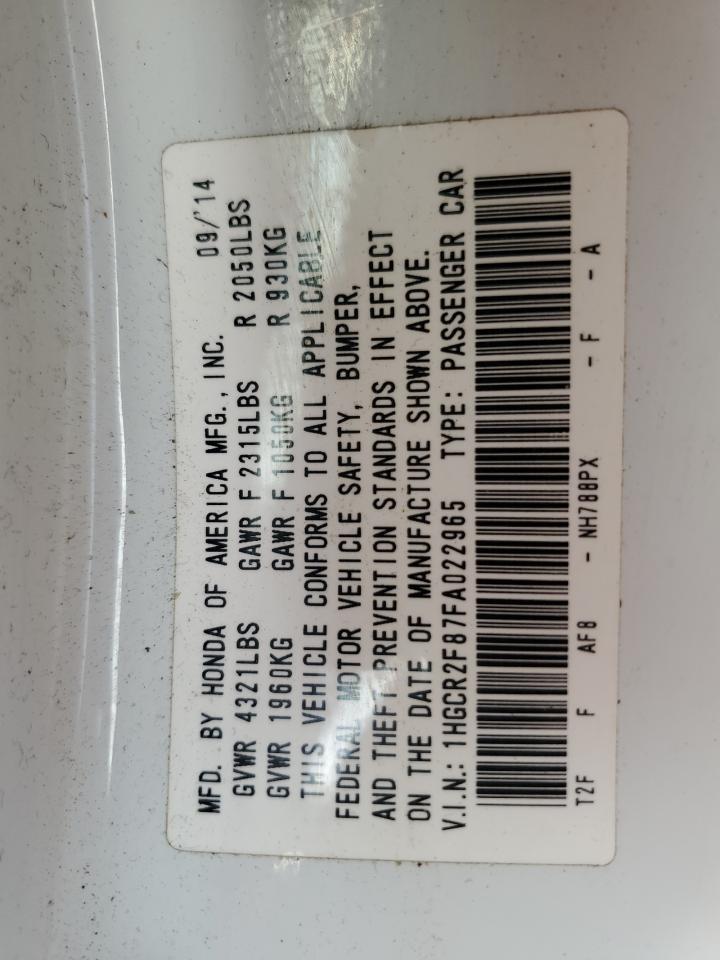 MFD. BY HONDA OF AMERICA MFG., INC. 09/'14
GVWR 4321LBS GAWR F 2315LBS R 2050LBS
GVWR 1960KG GAWR F 1050KG R 930KG
THIS VEHICLE CONFORMS TO ALL APPLICABLE
FEDERAL MOTOR VEHICLE SAFETY, BUMPER,
AND THEFT PREVENTION STANDARDS IN EFFECT
ON THE DATE OF MANUFACTURE SHOWN ABOVE.
V.I.N.: 1HGCR2F87FA022965 TYPE: PASSENGER CAR
T2F F AF8 - NH788PX - F - A